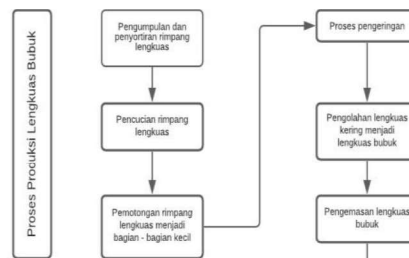 Proses Procuksi Lengkuas Bubuk
Pengumpulan dan
penyortiran rimpang
lengkuas
Pencucian rimpang
lengkuas
Pemotongan rimpang
lengkuas menjadi
bagian - bagian kecil
Proses pengeringan
Pengolahan lengkuas
kering menjadi
lengkuas bubuk
Pengemasan lengkuas
bubuk